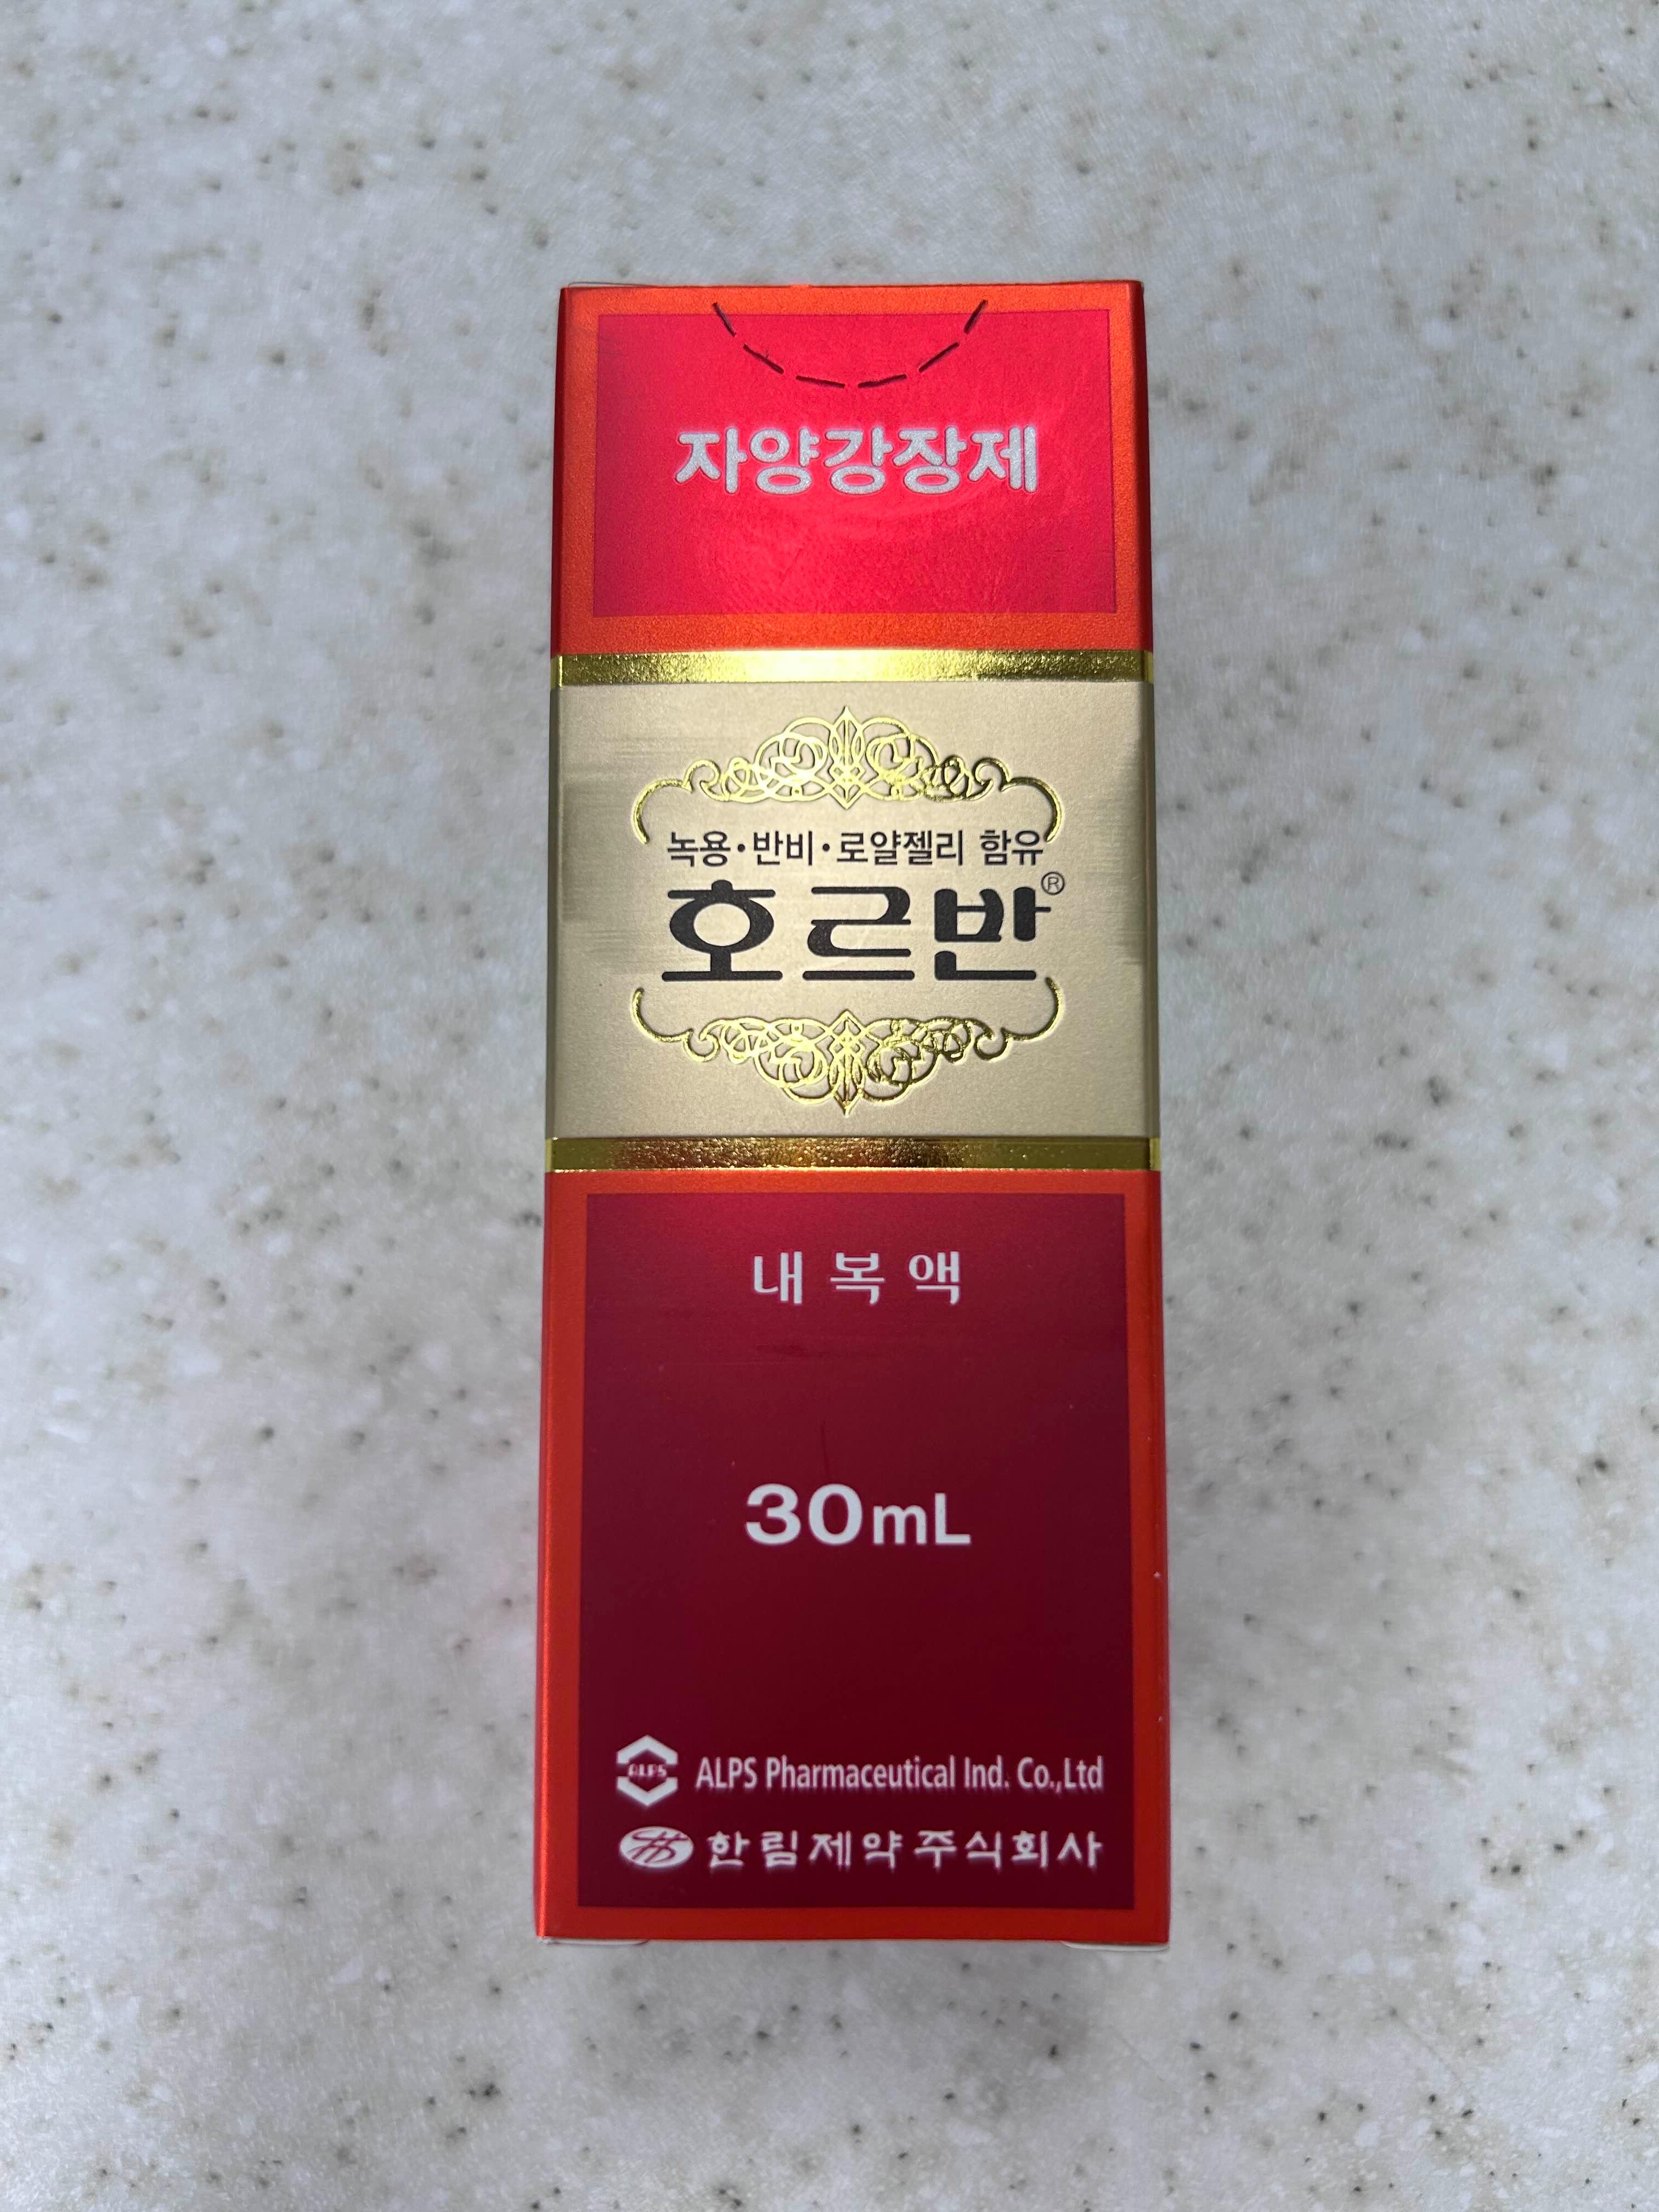 자양강장제
녹용·반비·로얄젤리 함유
호르반®
내복액
30mL
ALPS ALPS Pharmaceutical Ind. Co.,Ltd
한림제약주식회사